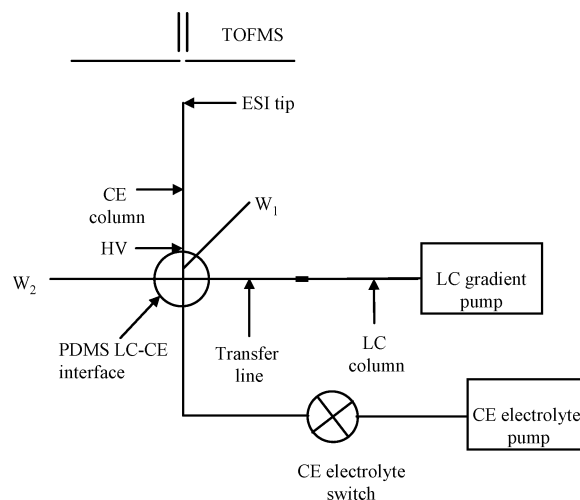 TOFMS
ESI tip
CE
column
W1
HV
W2
LC gradient
pump
PDMS LC-CE
interface
Transfer
line
LC
column
CE electrolyte
pump
CE electrolyte
switch